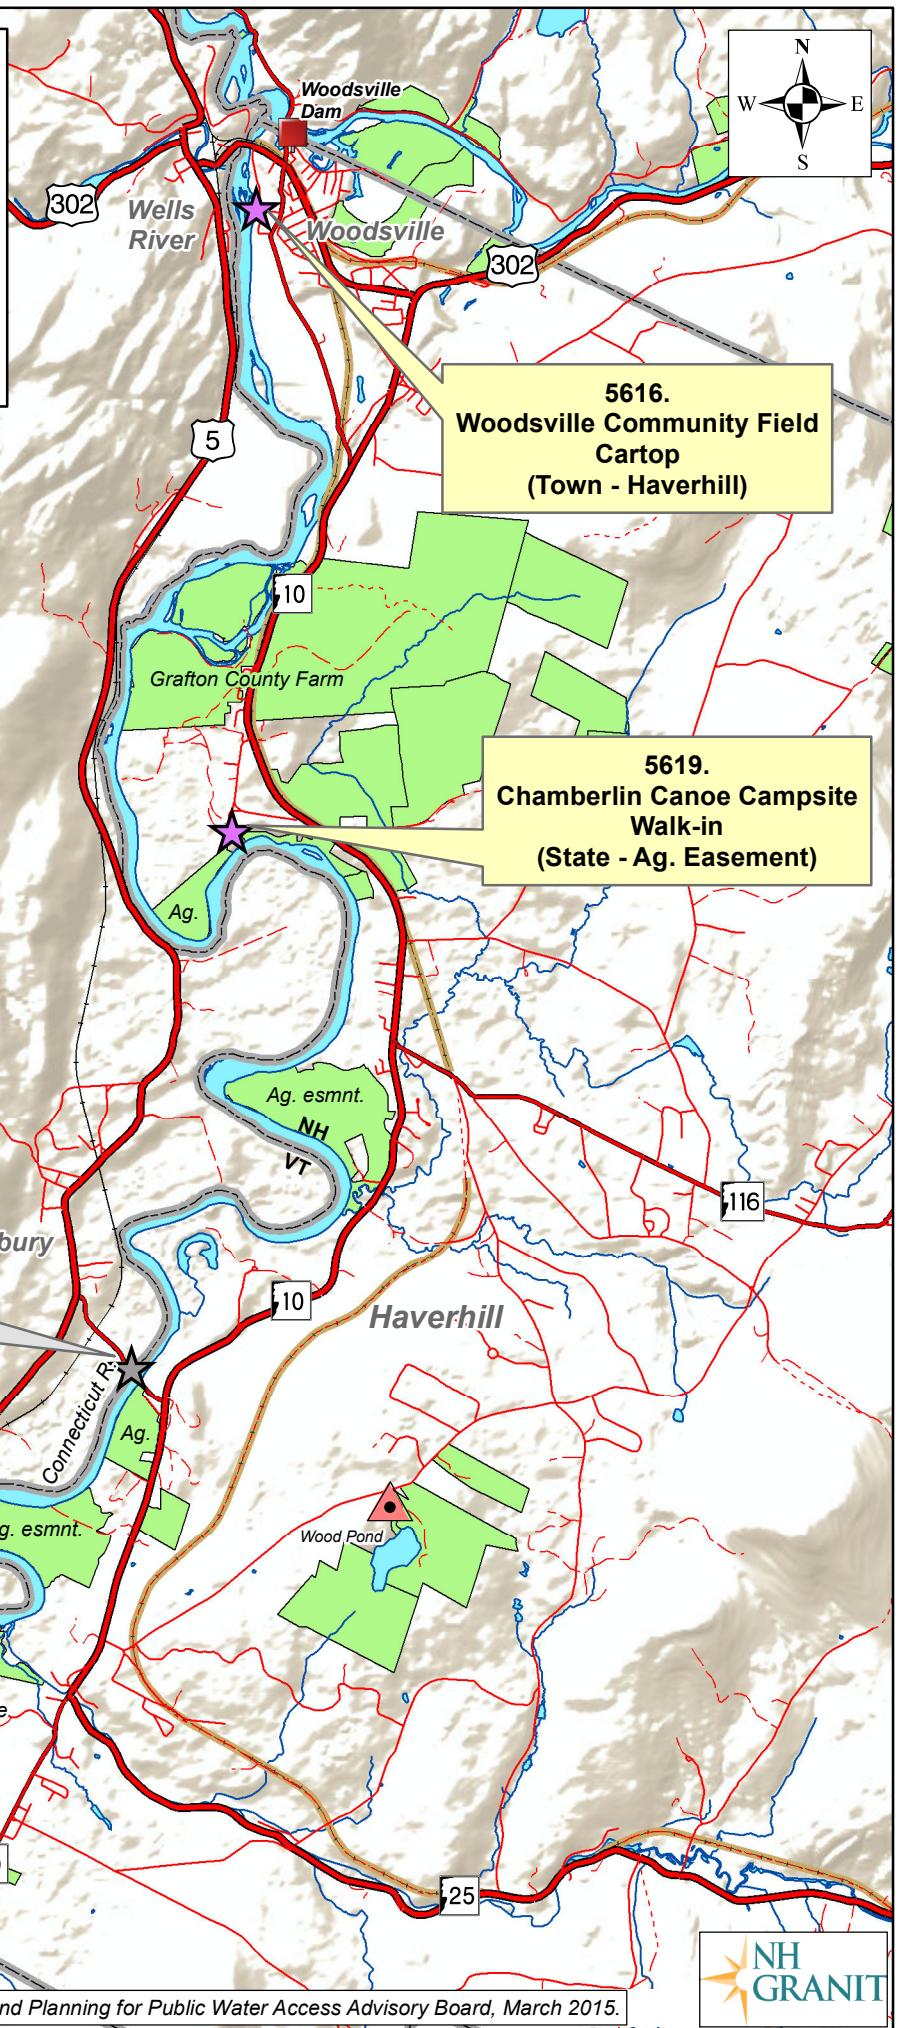 N
W E
S
Woodsville
Dam
302
Wells
River
Woodsville
302
5616.
Woodsville Community Field
Cartop
(Town - Haverhill)
5
10
Grafton County Farm
5619.
Chamberlin Canoe Campsite
Walk-in
(State - Ag. Easement)
Ag.
Ag. esmnt.
NH
VT
116
bury
10
Haverhill
Connecticut R.
Ag.
g. esmnt.
Wood Pond
e
25
NH
GRANIT
nd Planning for Public Water Access Advisory Board, March 2015.